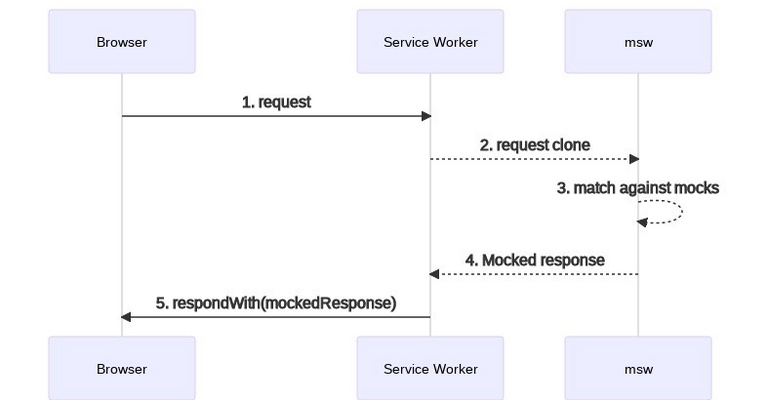 Browser
Service Worker
msw
1. request
2. request clone
3. match against mocks
4. Mocked response
5. respondWith(mockedResponse)
Browser
Service Worker
msw